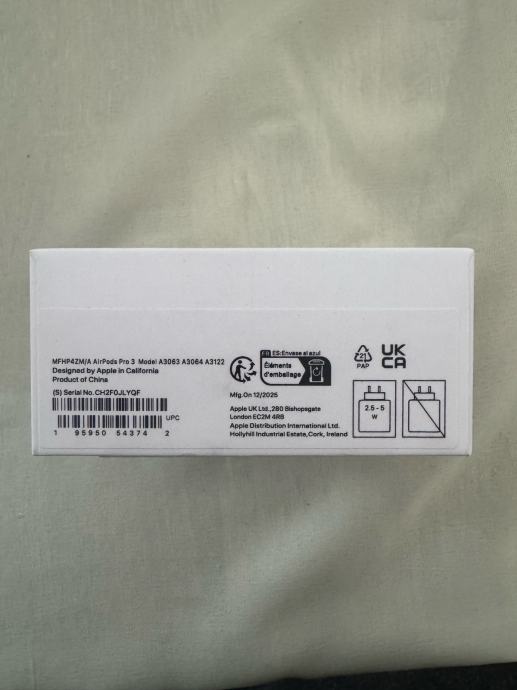 MFHP4ZM/A AirPods Pro 3 Model A3063 A3064 A3122
Designed by Apple in California
Product of China
(S) Serial No.CH2F0JLYQF
UPC
1 95950 54374 2
FR ES:Envase al azul
Éléments
d'emballage
Mfg.On 12/2025
Apple UK Ltd.,280 Bishopsgate
London EC2M 4RB
Apple Distribution International Ltd.
Hollyhill Industrial Estate,Cork, Ireland
21
PAP
UK
CA
2.5 - 5
W